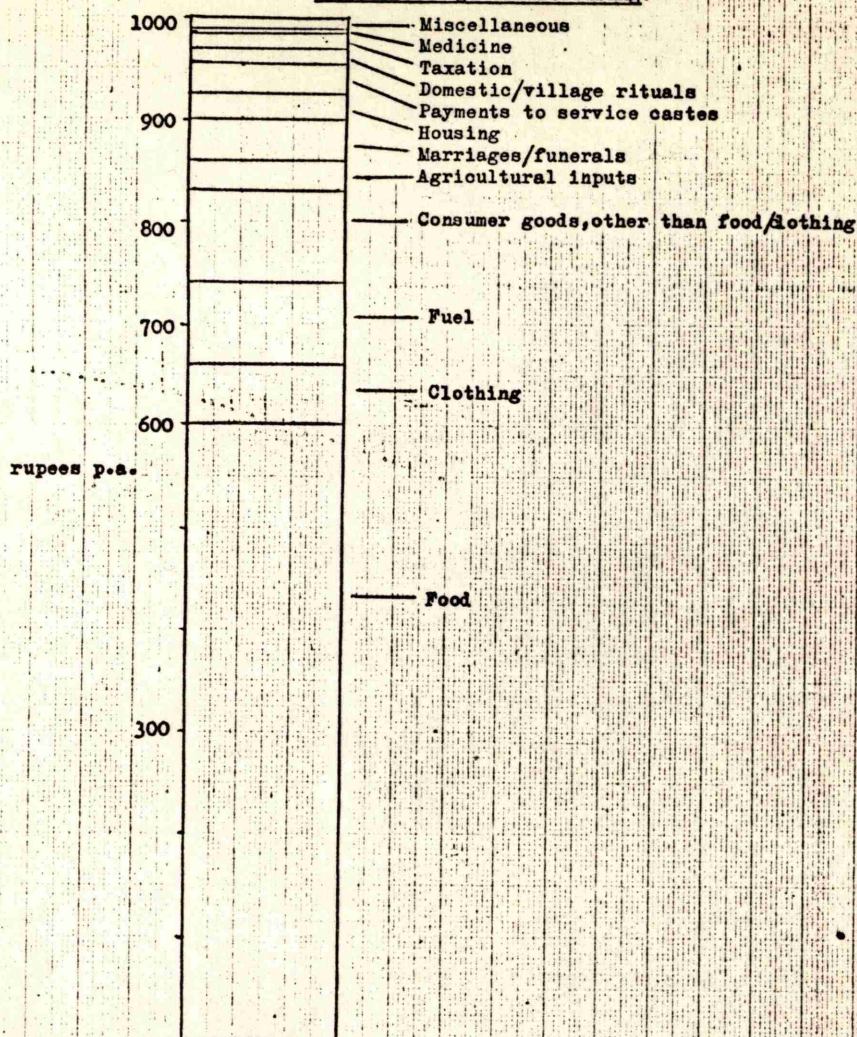 1000
Miscellaneous
Medicine
Taxation
Domestic/village rituals
Payments to service castes
900
Housing
Marriages/funerals
Agricultural inputs
800
Consumer goods,other than food/clothing
700
Fuel
Clothing
600
rupees p.a.
Food
300